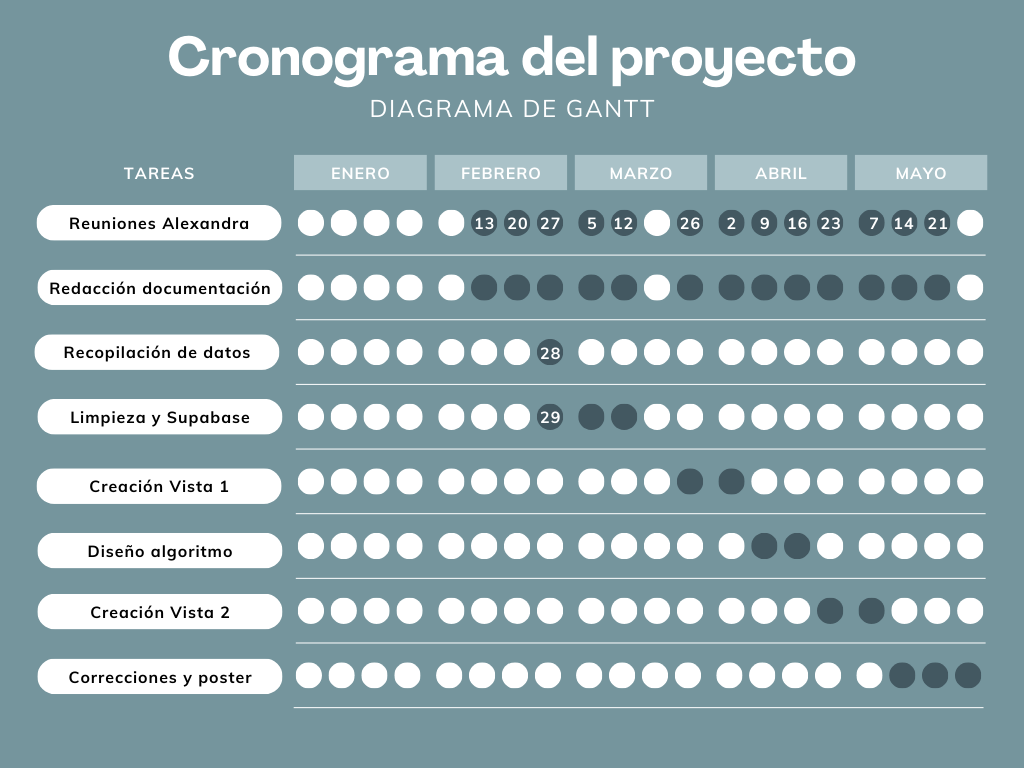 Cronograma del proyecto
DIAGRAMA DE GANTT
TAREAS ENERO FEBRERO MARZO ABRIL MAYO
Reuniones Alexandra 13 20 27 5 12 26 2 9 16 23 7 14 21
Redacción documentación
Recopilación de datos 28
Limpieza y Supabase 29
Creación Vista 1
Diseño algoritmo
Creación Vista 2
Correcciones y poster